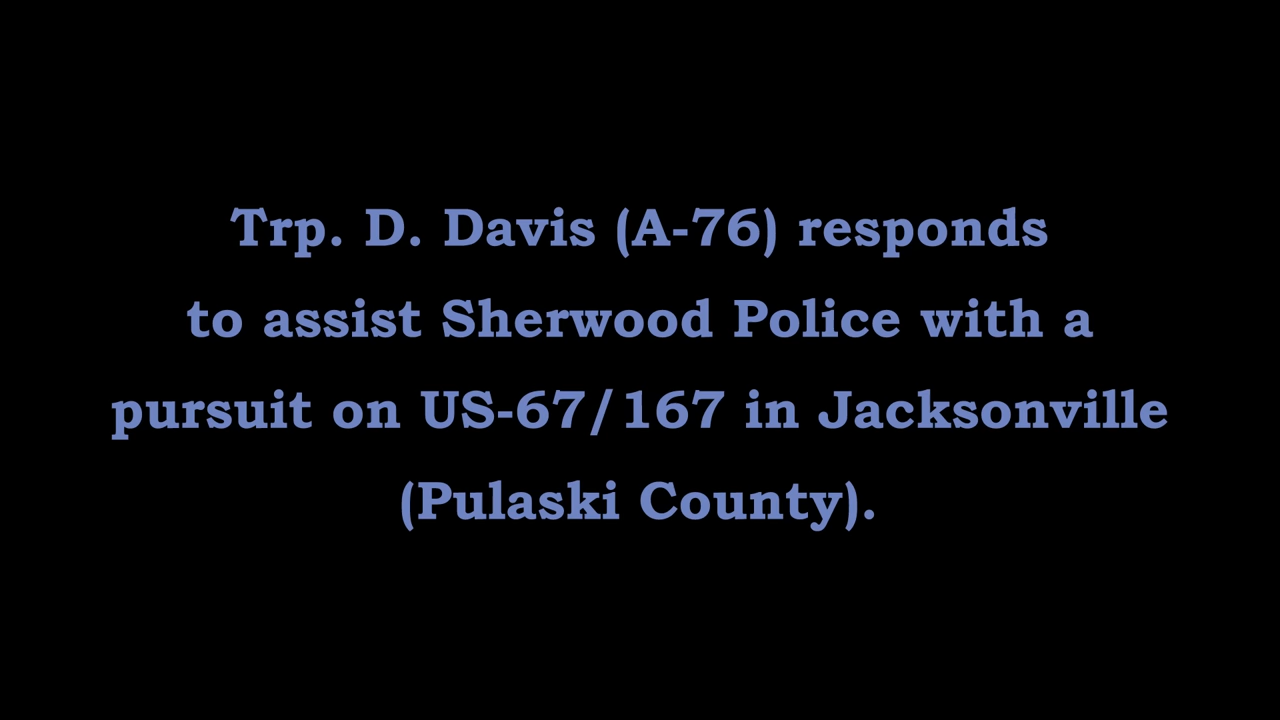 Trp. D. Davis (A-76) responds
to assist Sherwood Police with a
pursuit on US-67/167 in Jacksonville
(Pulaski County).